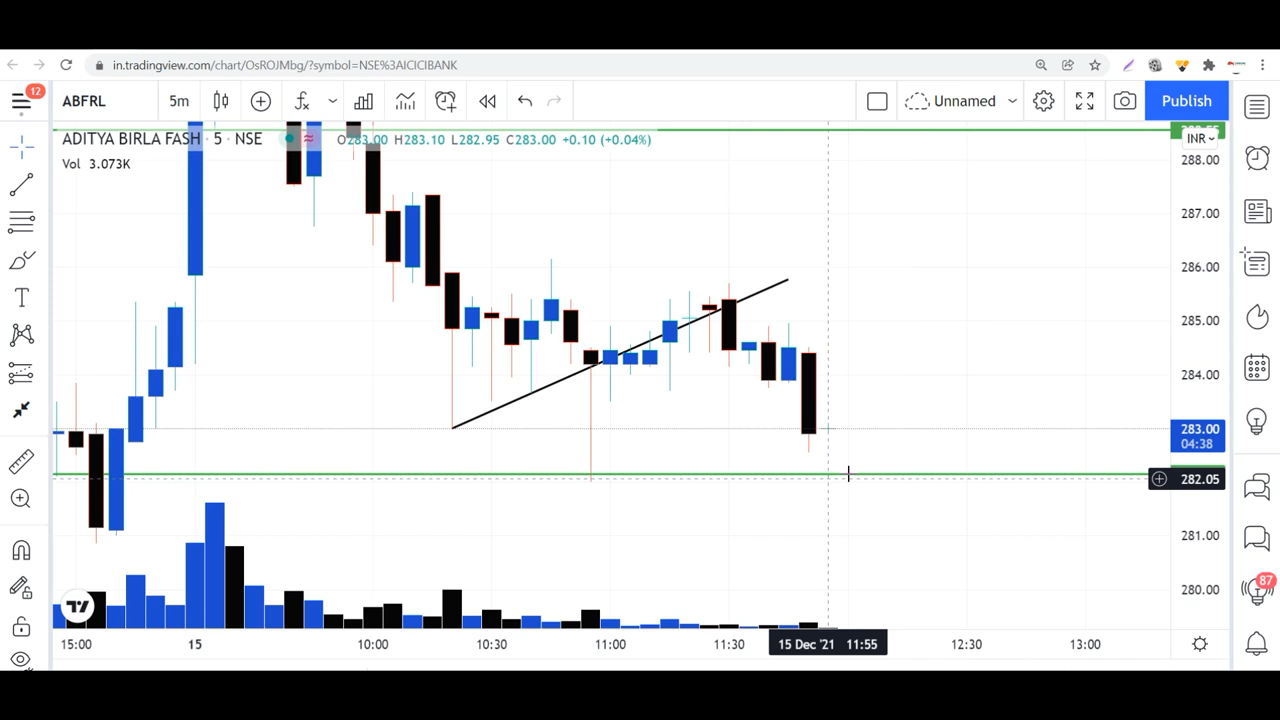 in.tradingview.com/chart/OsROJMbg/?symbol=NSE%3AICICIBANK
12
ABFRL 5m Unnamed Publish
ADITYA BIRLA FASH · 5 · NSE O283.00 H283.10 L282.95 C283.00 +0.10 (+0.04%)
INR
Vol 3.073K
288.00
287.00
286.00
285.00
284.00
283.00
04:38
282.05
281.00
280.00
87
15:00 15 10:00 10:30 11:00 11:30 15 Dec '21 11:55 12:30 13:00